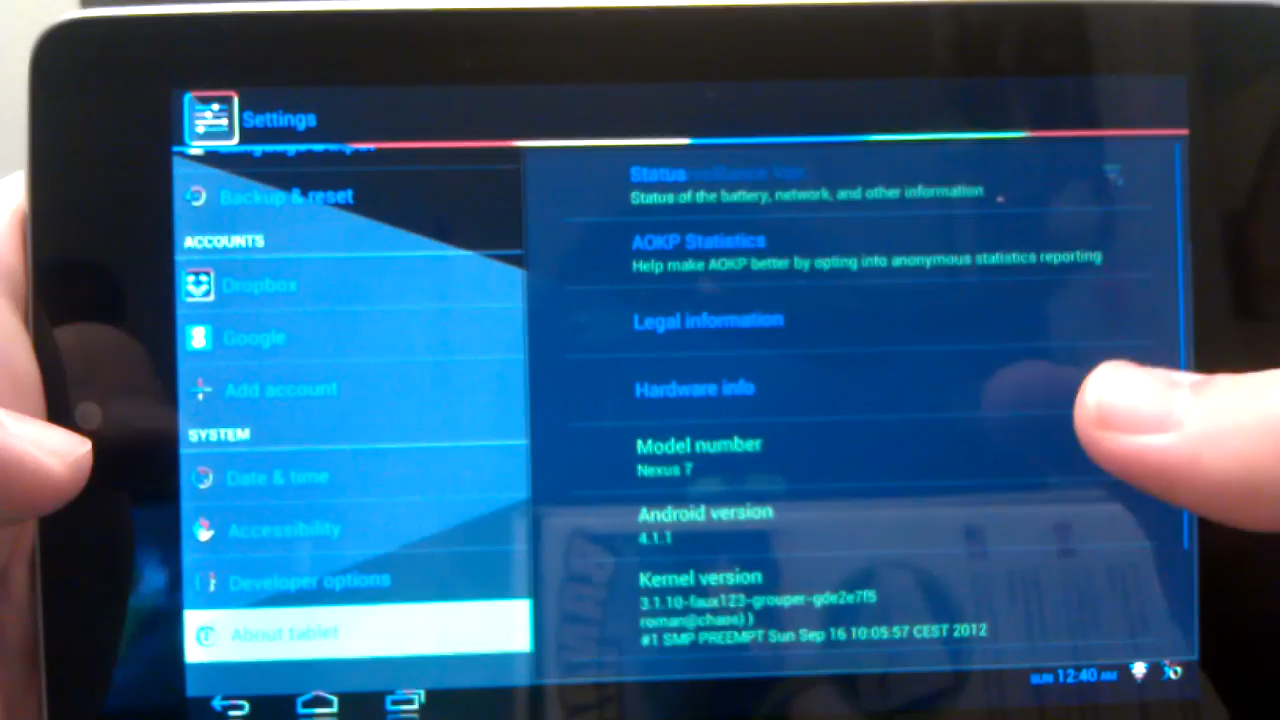 Settings
Backup & reset
ACCOUNTS
Dropbox
Google
Add account
SYSTEM
Date & time
Accessibility
Developer options
About tablet
Status
Status of the battery, network, and other information
AOKP Statistics
Help make AOKP better by opting into anonymous statistics reporting
Legal information
Hardware info
Model number
Nexus 7
Android version
4.1.1
Kernel version
3.1.10-faux123-grouper-gde2e7f5
roman@chaos) )
#1 SMP PREEMPT Sun Sep 16 10:05:57 CEST 2012
SUN 12:40 AM